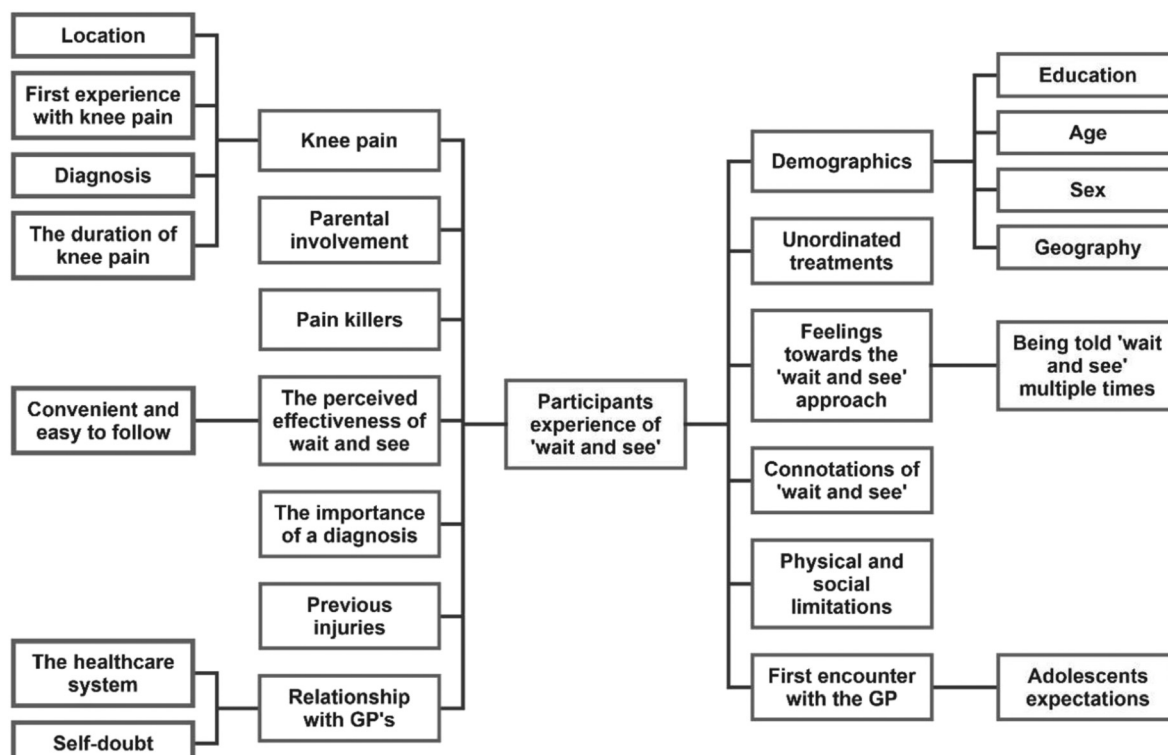 Location
First experience
with knee pain
Diagnosis
The duration of
knee pain
Convenient and
easy to follow
The healthcare
system
Self-doubt
Knee pain
Parental
involvement
Pain killers
The perceived
effectiveness of
wait and see
The importance
of a diagnosis
Previous
injuries
Relationship
with GP's
Participants
experience of
'wait and see'
Demographics
Unordinated
treatments
Feelings
towards the
'wait and see'
approach
Connotations of
'wait and see'
Physical and
social
limitations
First encounter
with the GP
Education
Age
Sex
Geography
Being told 'wait
and see'
multiple times
Adolescents
expectations